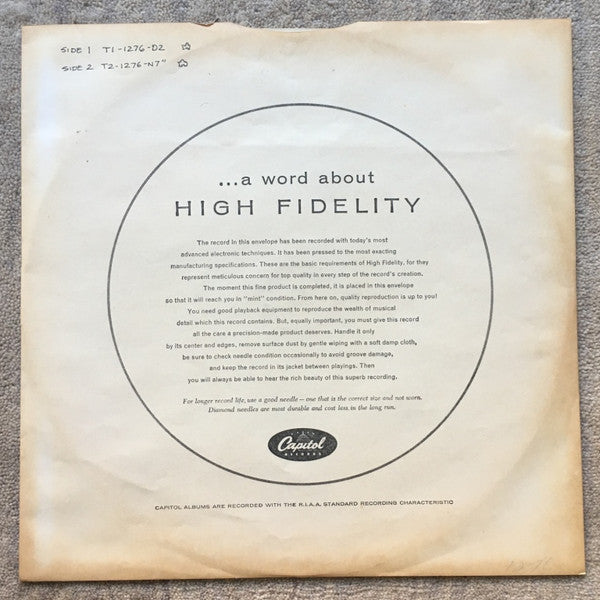 SIDE 1 T1-1276-D2 ☆
SIDE 2 T2-1276-N7" ☆
...a word about
HIGH FIDELITY
The record in this envelope has been recorded with today's most
advanced electronic techniques. It has been pressed to the most exacting
manufacturing specifications. These are the basic requirements of High Fidelity, for they
represent meticulous concern for top quality in every step of the record's creation.
The moment this fine product is completed, it is placed in this envelope
so that it will reach you in "mint" condition. From here on, quality reproduction is up to you!
You need good playback equipment to reproduce the wealth of musical
detail which this record contains. But, equally important, you must give this record
all the care a precision-made product deserves. Handle it only
by its center and edges, remove surface dust by gentle wiping with a soft damp cloth,
be sure to check needle condition occasionally to avoid groove damage,
and keep the record in its jacket between playings. Then
you will always be able to hear the rich beauty of this superb recording.
For longer record life, use a good needle — one that is the correct size and not worn.
Diamond needles are most durable and cost less in the long run.
Capitol
RECORDS
CAPITOL ALBUMS ARE RECORDED WITH THE R.I.A.A. STANDARD RECORDING CHARACTERISTIC